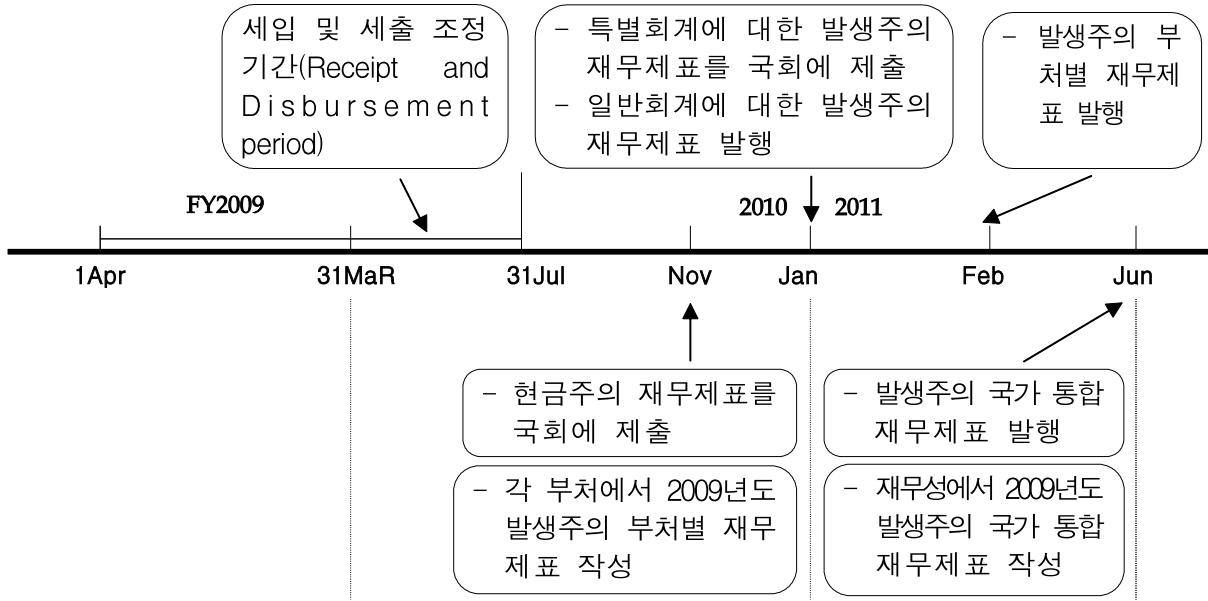 세입 및 세출 조정
기간(Receipt and
Disbursement
period)
- 특별회계에 대한 발생주의
재무제표를 국회에 제출
- 일반회계에 대한 발생주의
재무제표 발행
- 발생주의 부
처별 재무제
표 발행
FY2009
2010
2011
1Apr
31MaR
31Jul
Nov
Jan
Feb
Jun
- 현금주의 재무제표를
국회에 제출
- 발생주의 국가 통합
재무제표 발행
- 각 부처에서 2009년도
발생주의 부처별 재무
제표 작성
- 재무성에서 2009년도
발생주의 국가 통합
재무제표 작성